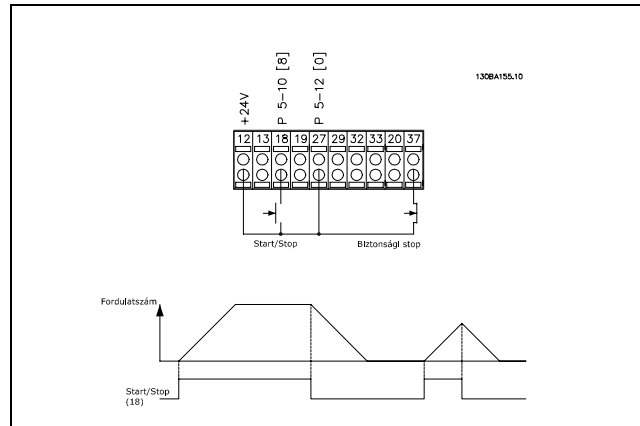 130BA155.10
+24V
P 5-10 [8]
P 5-12 [0]
12 13 18 19 27 29 32 33 20 37
Start/Stop
Biztonsági stop
Fordulatszám
Start/Stop
(18)